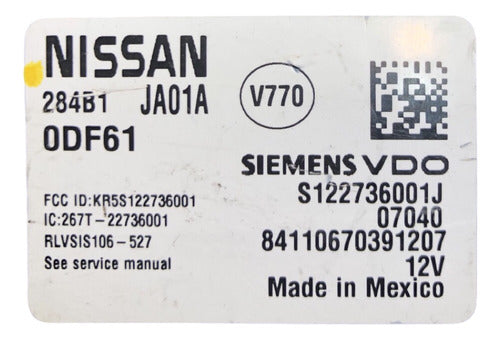 NISSAN
284B1 JA01A
V770
0DF61
SIEMENS VDO
FCC ID:KR5S122736001
S122736001J
IC:267T-22736001
07040
RLVSIS106-527
84110670391207
See service manual
12V
Made in Mexico